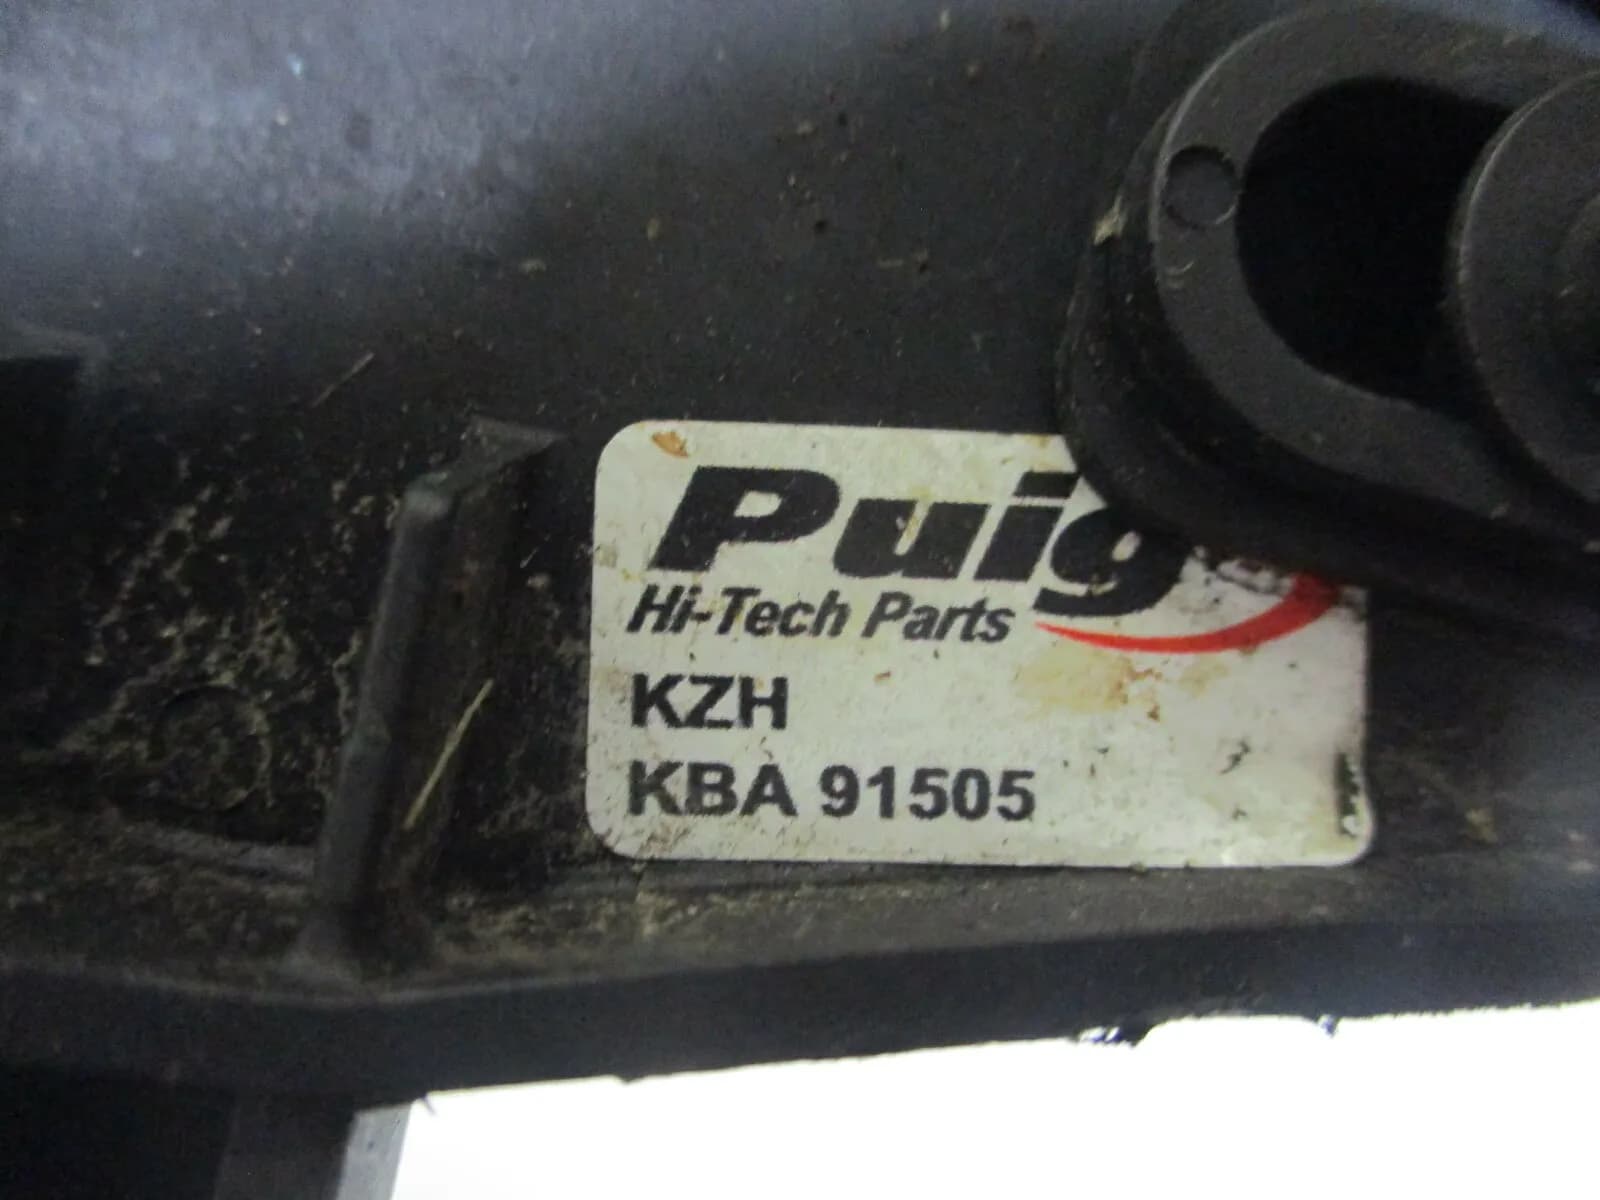 Puig
Hi-Tech Parts
KZH
KBA 91505